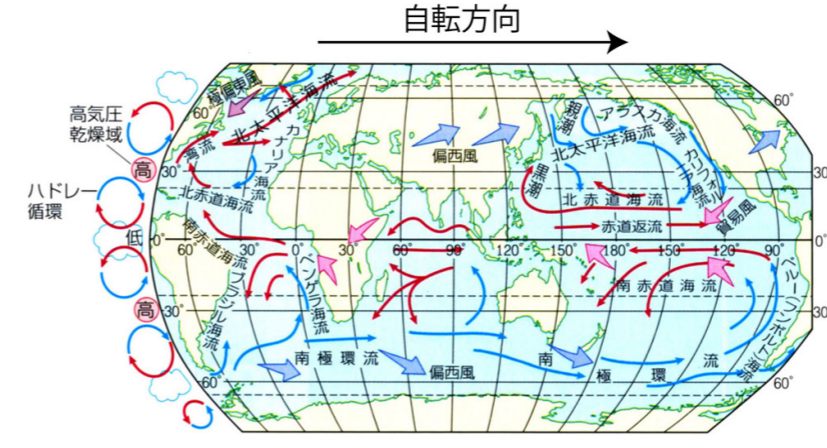 自転方向
極偏東風
60°
60°
高気圧
乾燥域
北太平洋海流
湾流
カナリア海流
偏西風
親潮
アラスカ海流
北太平洋海流
カリフォルニア海流
黒潮
高
30
30°
ハドレー
循環
北赤道海流
北赤道海流
貿易風
赤道返流
低
0°
60°
30°
0°
30°
60°
90°
120°
150°
180°
150°
120°
90°
0°
南赤道海流
ブラジル海流
ベンゲラ海流
南赤道海流
ペルー(フンボルト)海流
高
30°
30°
南極環流
偏西風
南極環流
60°
60°